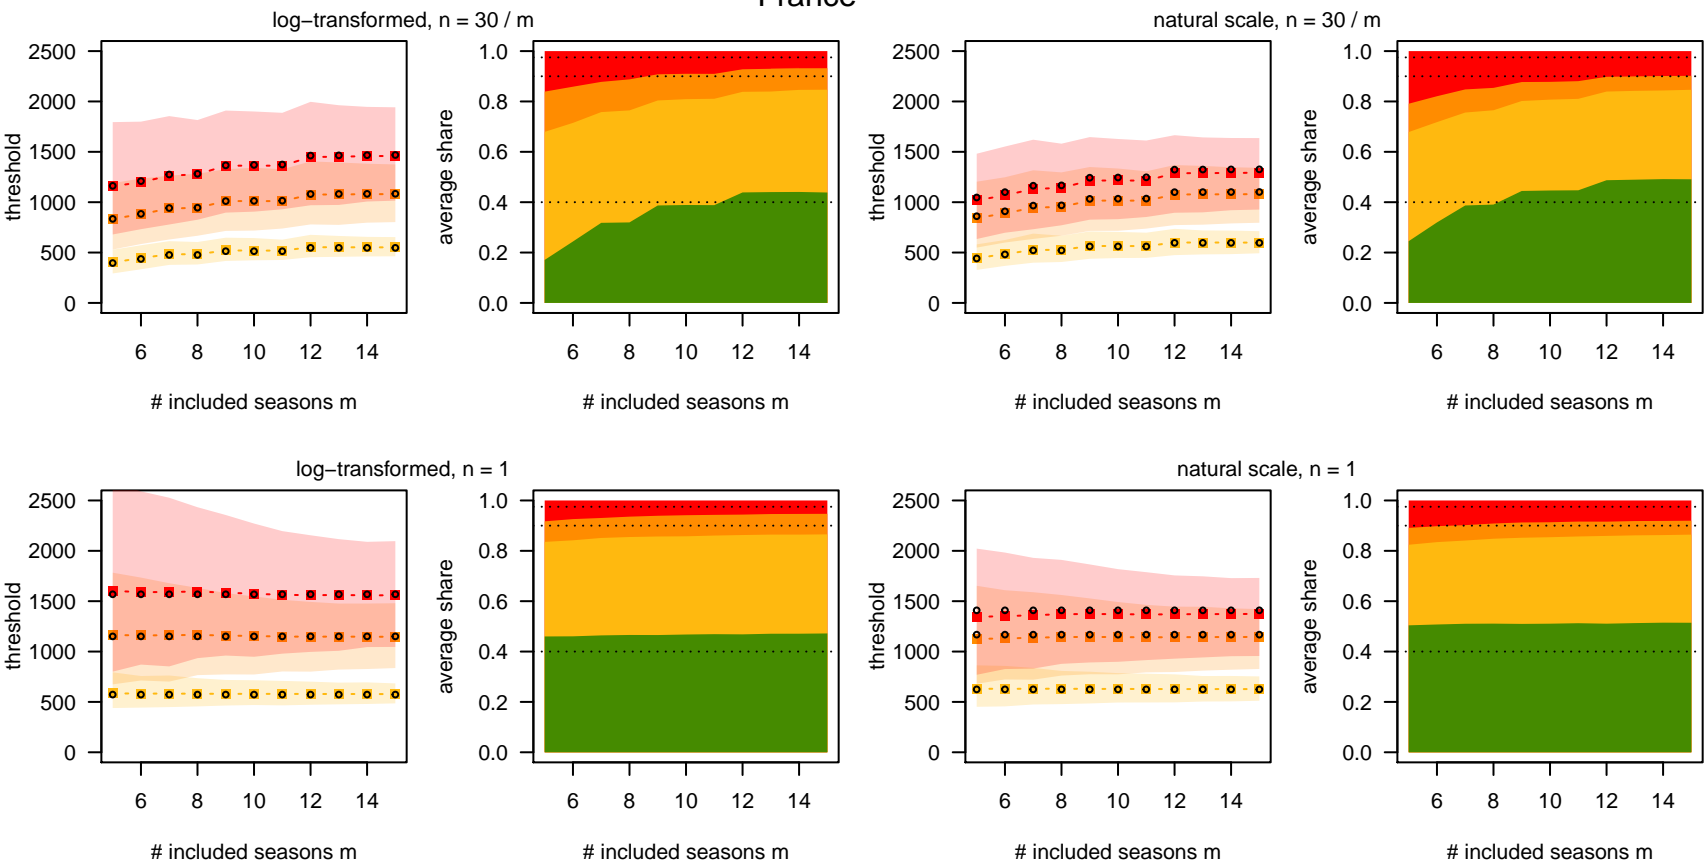 France
log−transformed, n = 30 / m
natural scale, n = 30 / m
threshold
2500
2000
1500
1000
500
0
6 8 10 12 14
# included seasons m
average share
1.0
0.8
0.6
0.4
0.2
0.0
6 8 10 12 14
# included seasons m
threshold
2500
2000
1500
1000
500
0
6 8 10 12 14
# included seasons m
average share
1.0
0.8
0.6
0.4
0.2
0.0
6 8 10 12 14
# included seasons m
log−transformed, n = 1
natural scale, n = 1
threshold
2500
2000
1500
1000
500
0
6 8 10 12 14
# included seasons m
average share
1.0
0.8
0.6
0.4
0.2
0.0
6 8 10 12 14
# included seasons m
threshold
2500
2000
1500
1000
500
0
6 8 10 12 14
# included seasons m
average share
1.0
0.8
0.6
0.4
0.2
0.0
6 8 10 12 14
# included seasons m